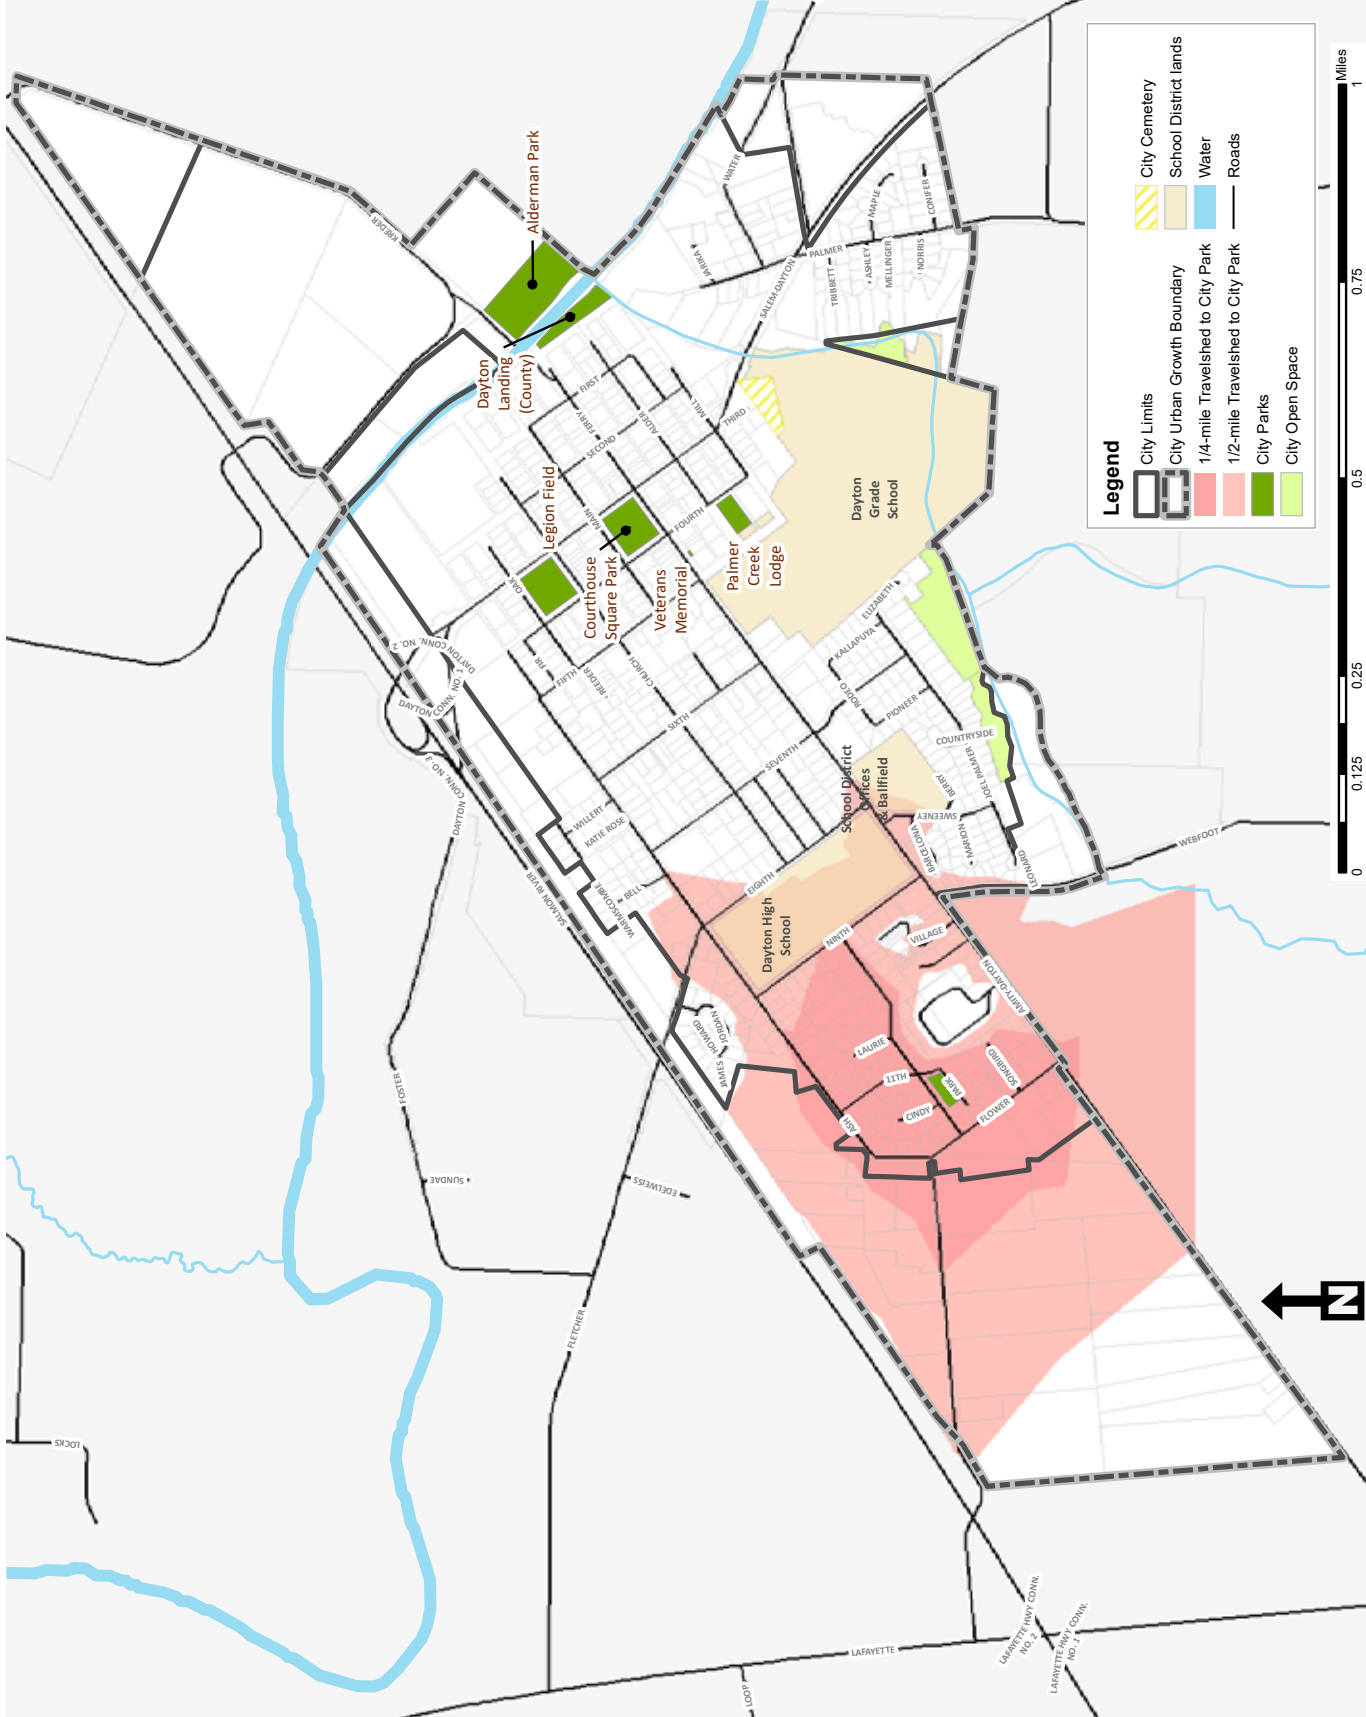 Alderman Park
Dayton
Landing
(County)
Legion Field
Courthouse
Square Park
Veterans
Memorial
Palmer
Creek
Lodge
Dayton
Grade
School
School District
Offices
& Ballfield
Dayton High
School
KREDER
WATER
JARIKA
SALEM-DAYTON
PALMER
TRIBBETT
ASHLEY
MAPLE
MELLINGER
NORRIS
CONIFER
FIRST
FERRY
SECOND
ALDER
MILL
THIRD
MAIN
FOURTH
OAK
FIR
FIFTH
REEDER
CHURCH
SIXTH
SEVENTH
EIGHTH
NINTH
ELIZABETH
KALLAPUYA
RODEO
PIONEER
COUNTRYSIDE
JOEL PALMER
BERRY
SWEENEY
MARION
BARCELONA
LEONARD
WEBFOOT
DAYTON CONN. NO. 2
DAYTON
CONN. NO. 1
DAYTON
CONN. NO. 3
SALMON RIVER
WILLERT
KATIE ROSE
BELL
WARMISCOMBE
JORDAN
HOWARD
JAMES
VILLAGE
AMITY-DAYTON
LAURIE
11TH
CINDY
PARK
SONGBIRD
FLOWER
ASH
FOSTER
SUNDAE
EDELWEISS
FLETCHER
LOCKS
LAFAYETTE
LOOP
LAFAYETTE HWY CONN.
NO. 2
LAFAYETTE HWY CONN.
NO. 1
Legend
City Limits
City Urban Growth Boundary
1/4-mile Travelshed to City Park
1/2-mile Travelshed to City Park
City Parks
City Open Space
City Cemetery
School District lands
Water
Roads
0
0.125
0.25
0.5
0.75
1
Miles
N